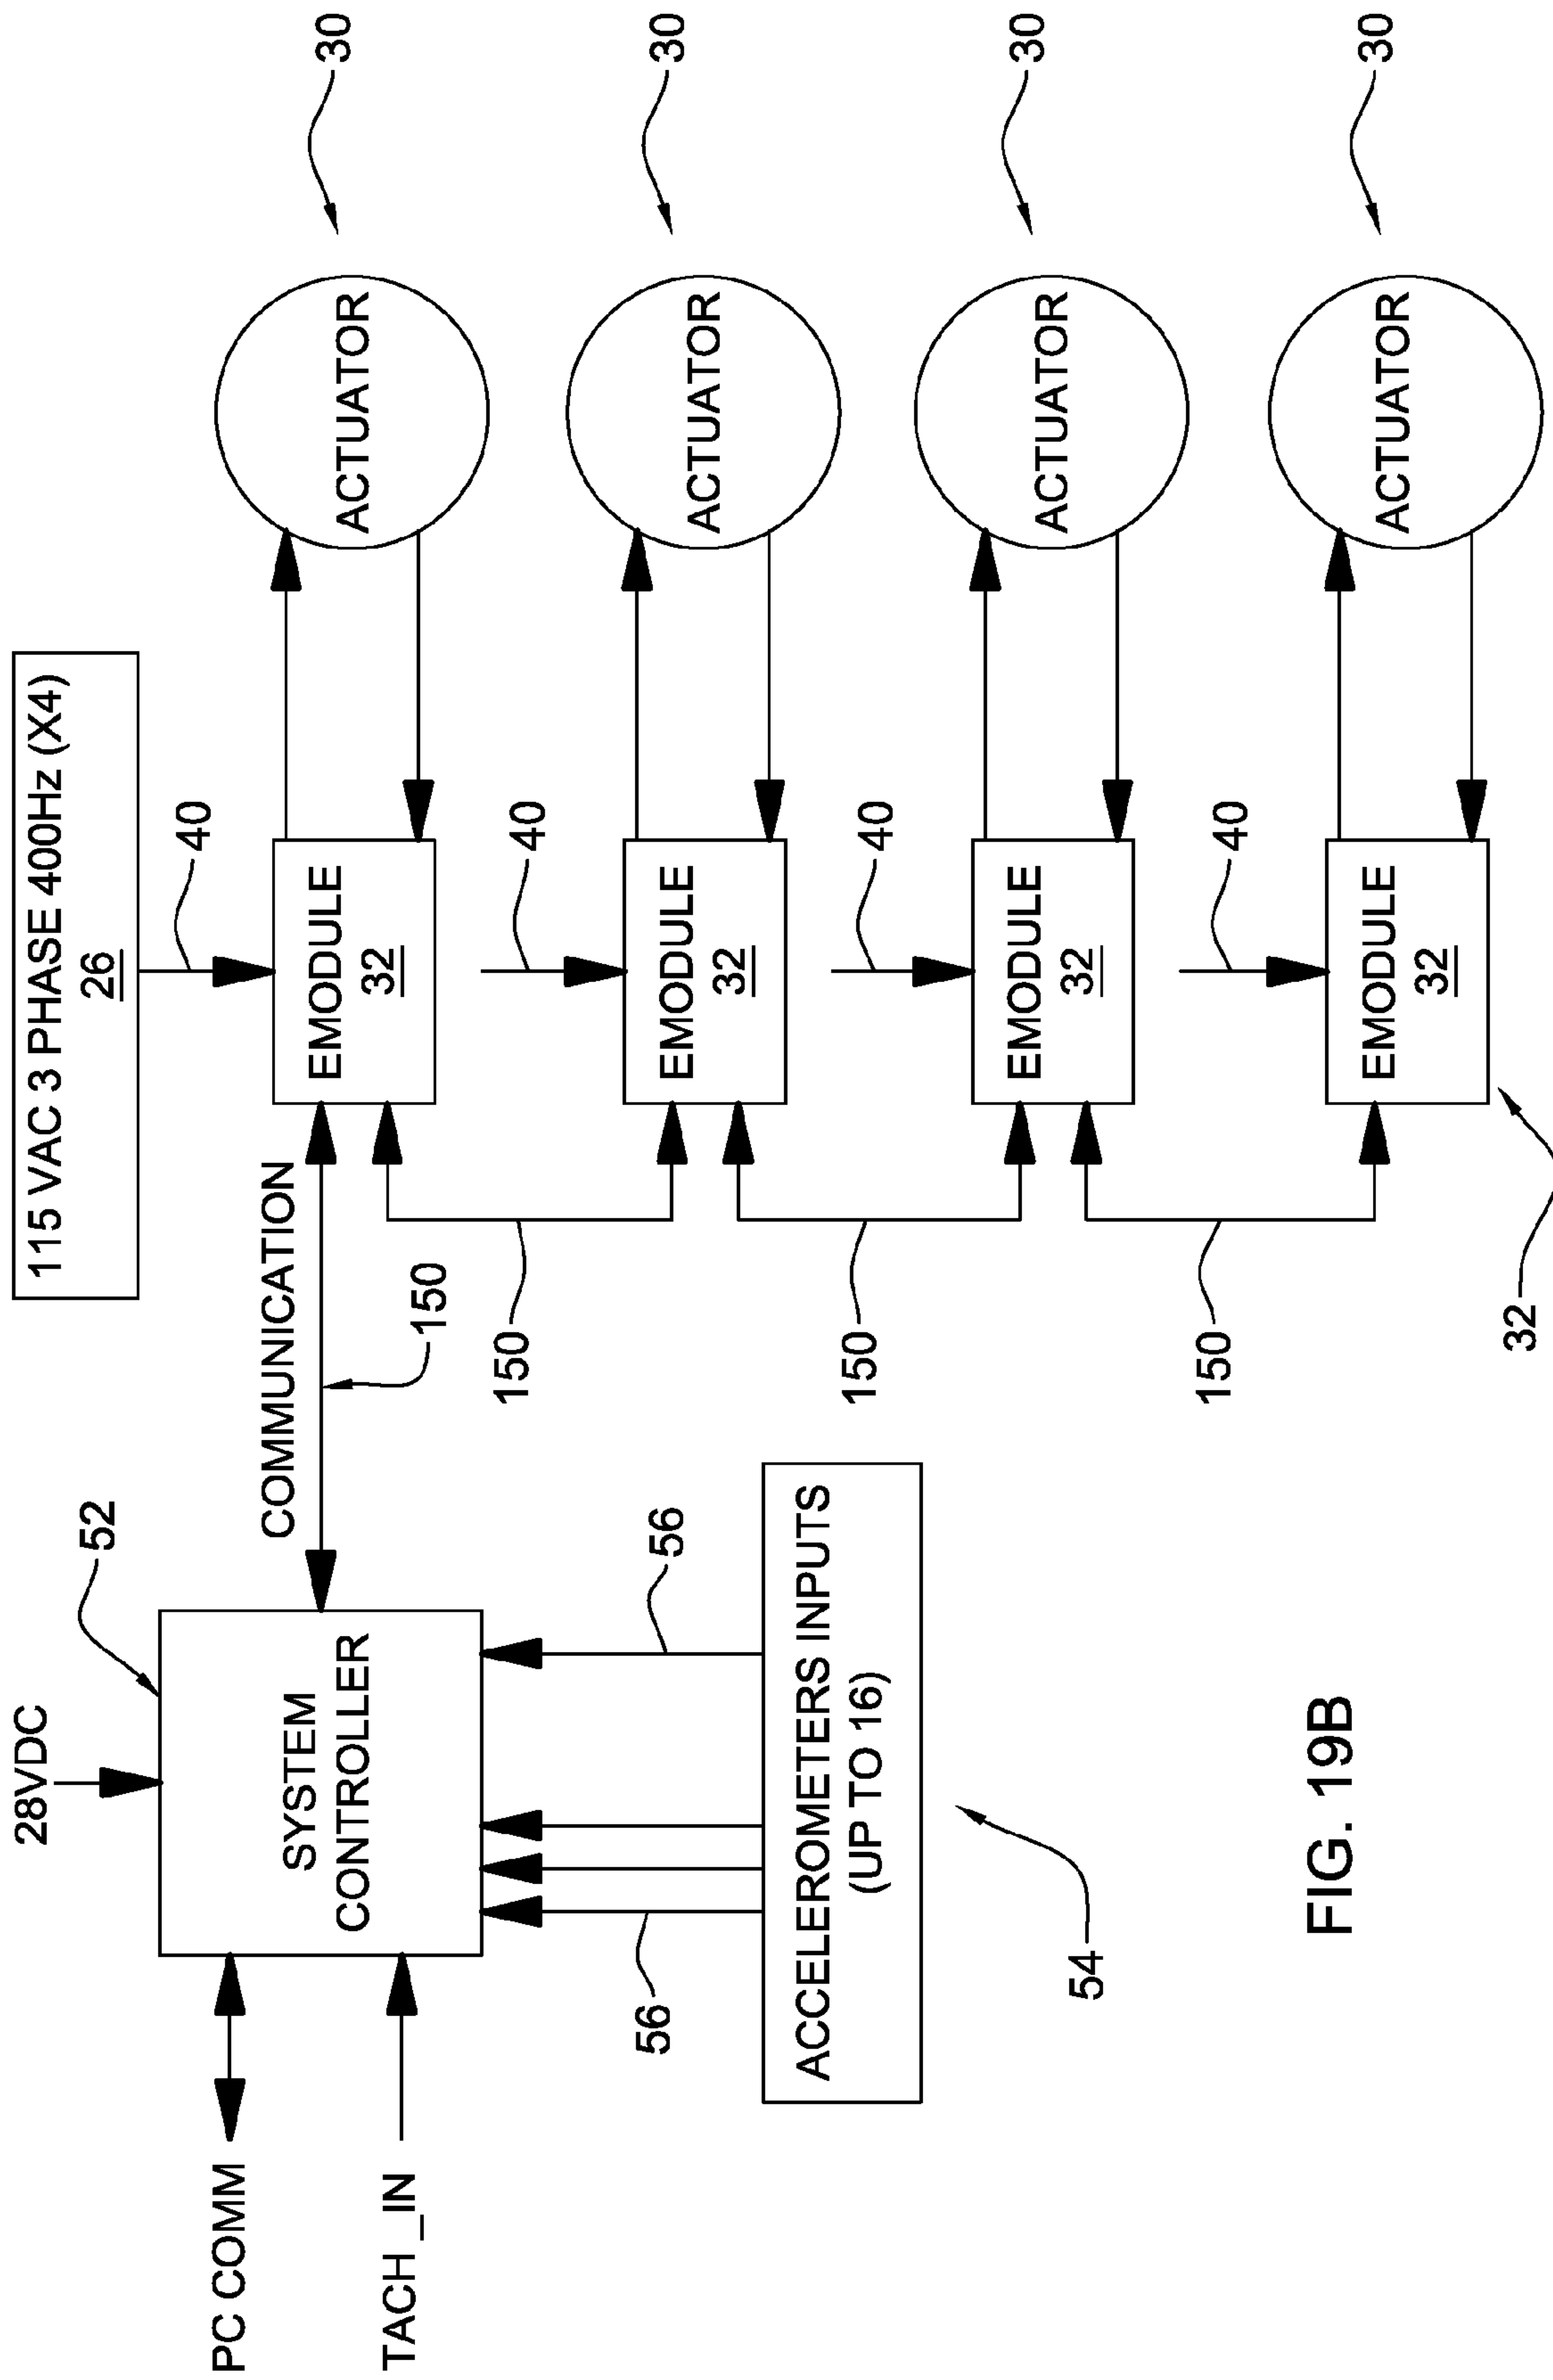 28VDC
115 VAC 3 PHASE 400Hz (X4)
26
52
40
30
PC COMM
TACH_IN
SYSTEM
CONTROLLER
COMMUNICATION
150
EMODULE
32
ACTUATOR
56
56
150
40
30
EMODULE
32
ACTUATOR
ACCELEROMETERS INPUTS
(UP TO 16)
54
150
40
30
EMODULE
32
ACTUATOR
150
40
30
EMODULE
32
ACTUATOR
32
FIG. 19B